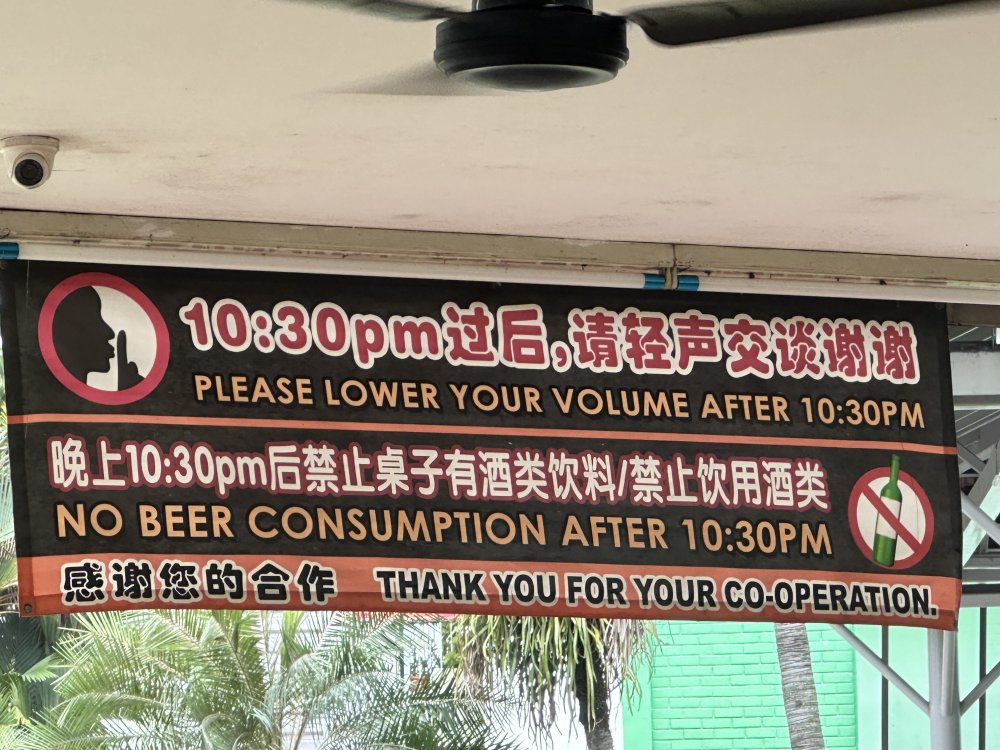 10:30pm过后,请轻声交谈谢谢
PLEASE LOWER YOUR VOLUME AFTER 10:30PM
晚上10:30pm后禁止桌子有酒类饮料/禁止饮用酒类
NO BEER CONSUMPTION AFTER 10:30PM
感谢您的合作 THANK YOU FOR YOUR CO-OPERATION.